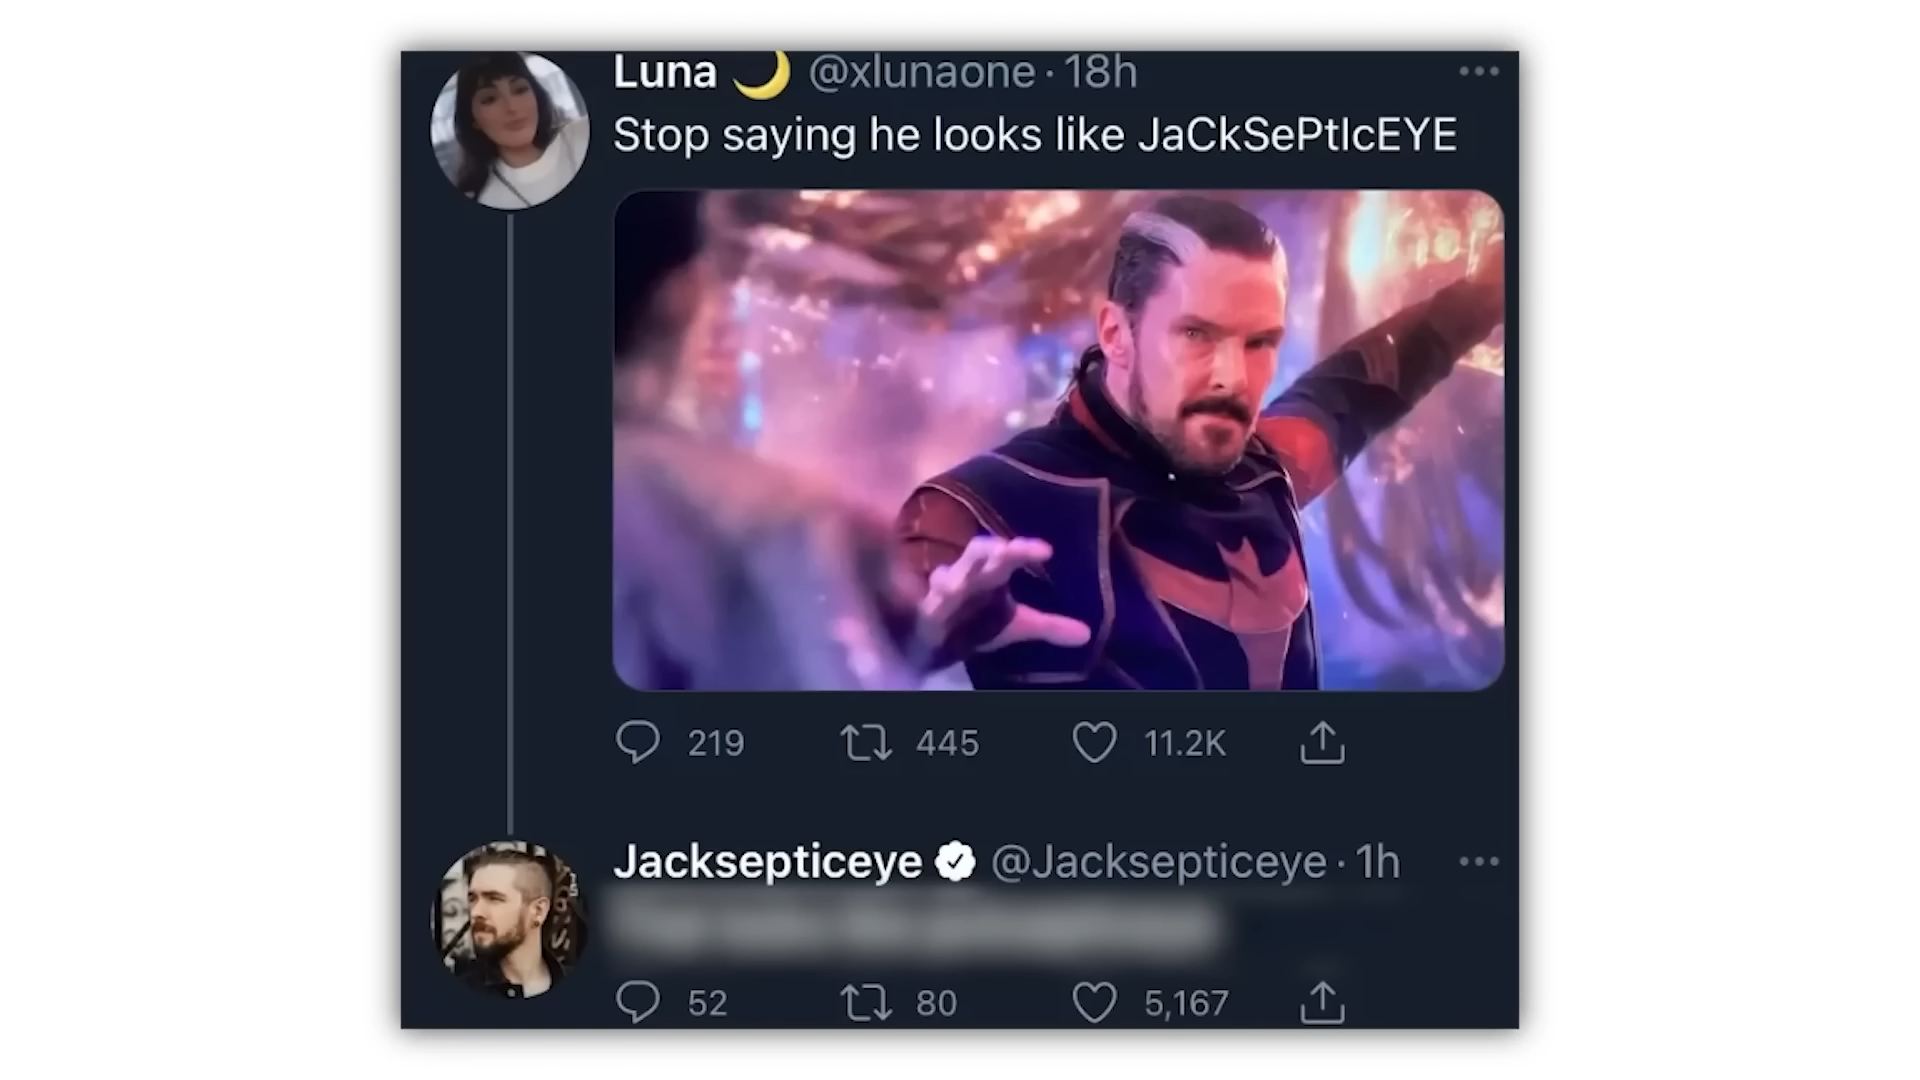 Luna 🌙 @xlunaone · 18h
Stop saying he looks like JaCkSePtIcEYE
219 445 11.2K
Jacksepticeye @Jacksepticeye · 1h
52 80 5,167